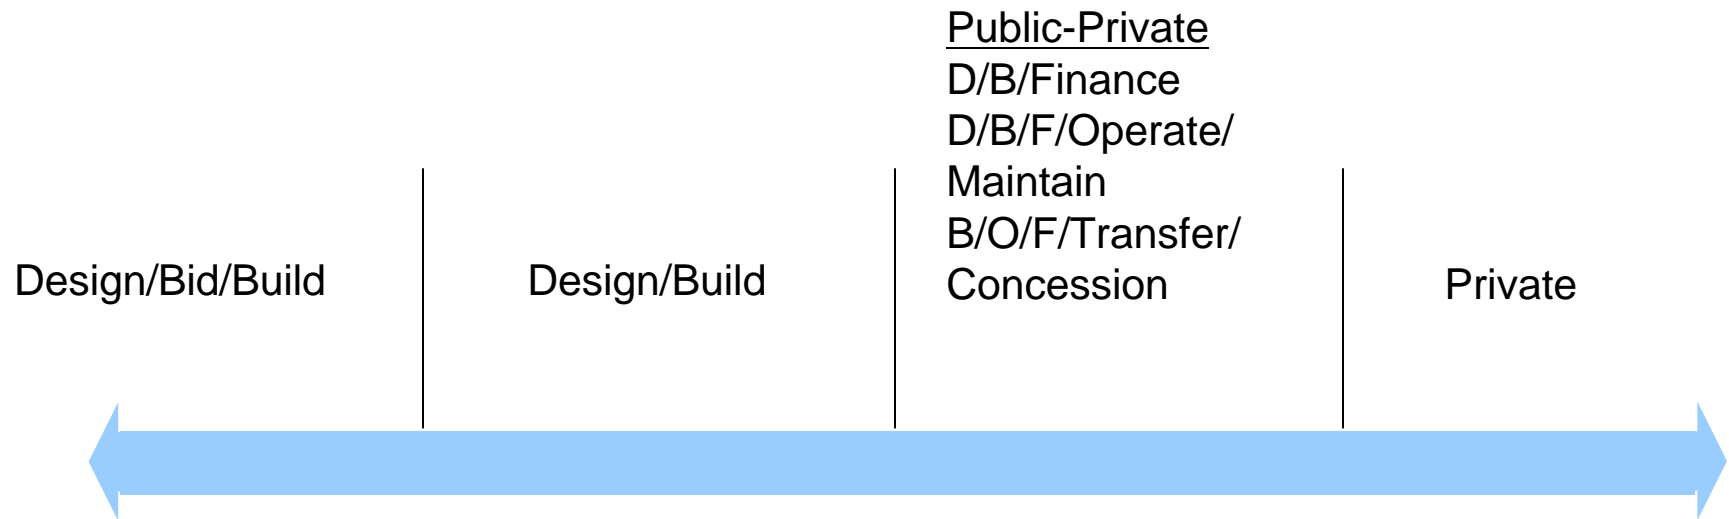 Design/Bid/Build
Design/Build
Public-Private
D/B/Finance
D/B/F/Operate/
Maintain
B/O/F/Transfer/
Concession
Private